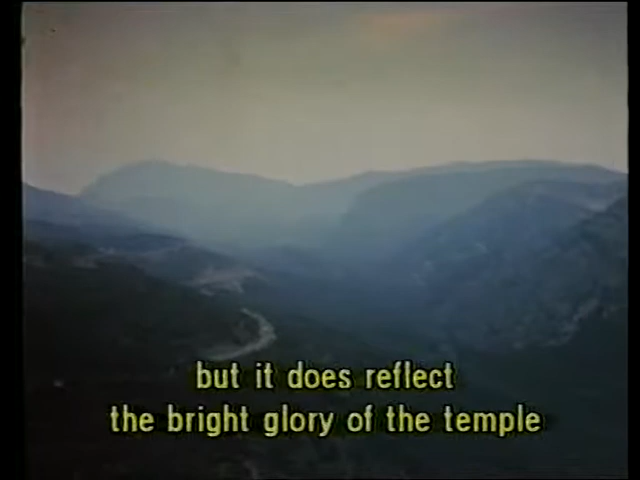 but it does reflect
the bright glory of the temple